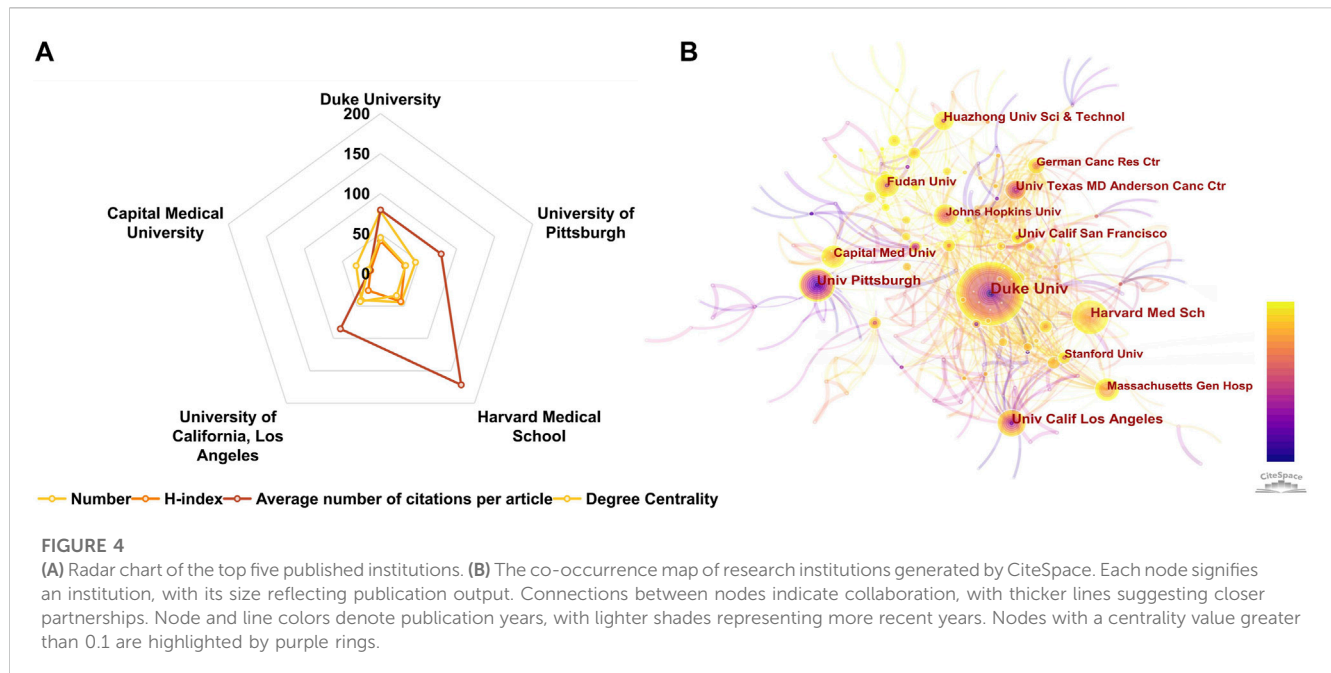 A
B
Duke University
200
150
100
50
0
Capital Medical
University
University of
Pittsburgh
University of
California, Los
Angeles
Harvard Medical
School
Number
H-index
Average number of citations per article
Degree Centrality
Huazhong Univ Sci & Technol
German Canc Res Ctr
Fudan Univ
Univ Texas MD Anderson Canc Ctr
Johns Hopkins Univ
Univ Calif San Francisco
Capital Med Univ
Univ Pittsburgh
Duke Univ
Harvard Med Sch
Stanford Univ
Massachusetts Gen Hosp
Univ Calif Los Angeles
CiteSpace
FIGURE 4
(A) Radar chart of the top five published institutions. (B) The co-occurrence map of research institutions generated by CiteSpace. Each node signifies
an institution, with its size reflecting publication output. Connections between nodes indicate collaboration, with thicker lines suggesting closer
partnerships. Node and line colors denote publication years, with lighter shades representing more recent years. Nodes with a centrality value greater
than 0.1 are highlighted by purple rings.